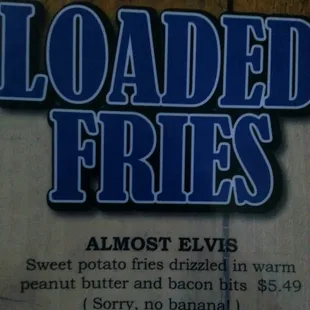 LOADED
FRIES
ALMOST ELVIS
Sweet potato fries drizzled in warm
peanut butter and bacon bits $5.49
( Sorry, no banana! )